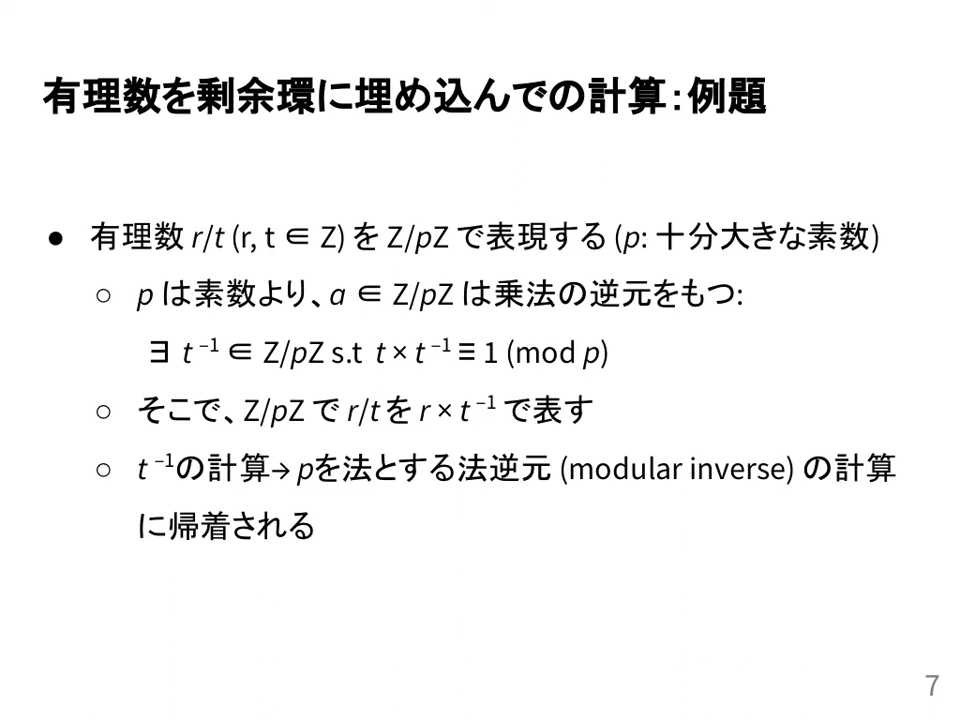 有理数を剰余環に埋め込んでの計算：例題
● 有理数 r/t (r, t ∈ Z) を Z/pZ で表現する (p: 十分大きな素数)
○ p は素数より、a ∈ Z/pZ は乗法の逆元をもつ:
∃ t ⁻¹ ∈ Z/pZ s.t t × t ⁻¹ ≡ 1 (mod p)
○ そこで、Z/pZ で r/t を r × t ⁻¹ で表す
○ t ⁻¹の計算→ pを法とする法逆元 (modular inverse) の計算
に帰着される
7